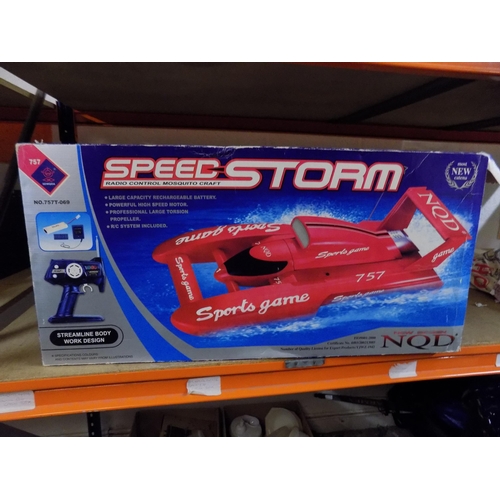 757
NO.757T-069
SPEED STORM
RADIO CONTROL MOSQUITO CRAFT
• LARGE CAPACITY RECHARGEABLE BATTERY.
• POWERFUL HIGH SPEED MOTOR.
• PROFESSIONAL LARGE TORSION
PROPELLER.
• R/C SYSTEM INCLUDED.
NEW
NQD
Sports game
Sports game
Sports game
NQD
757
game
Sports game
STREAMLINE BODY
WORK DESIGN
NQD